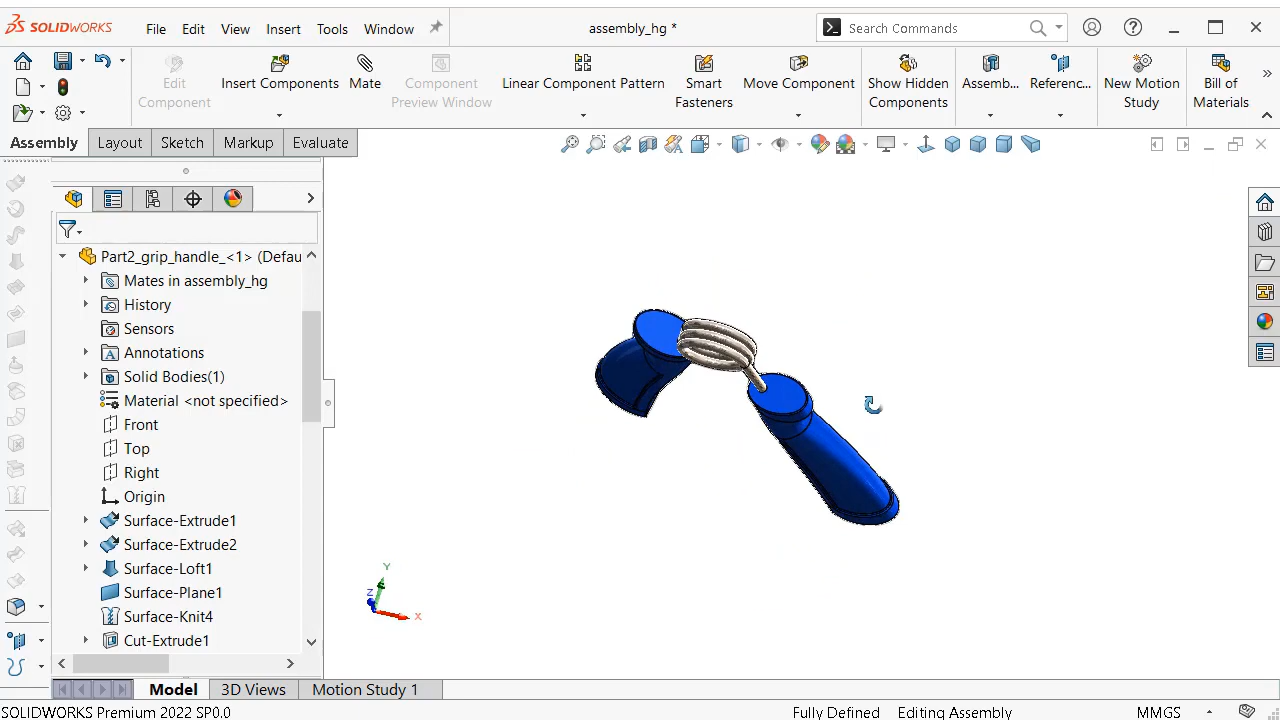 SOLIDWORKS File Edit View Insert Tools Window assembly_hg * Search Commands
Edit Component
Insert Components
Mate
Component Preview Window
Linear Component Pattern
Smart Fasteners
Move Component
Show Hidden Components
Assemb...
Referenc...
New Motion Study
Bill of Materials
Assembly Layout Sketch Markup Evaluate
Part2_grip_handle_<1> (Defau
Mates in assembly_hg
History
Sensors
Annotations
Solid Bodies(1)
Material <not specified>
Front
Top
Right
Origin
Surface-Extrude1
Surface-Extrude2
Surface-Loft1
Surface-Plane1
Surface-Knit4
Cut-Extrude1
Y
Z
X
Model 3D Views Motion Study 1
SOLIDWORKS Premium 2022 SP0.0 Fully Defined Editing Assembly MMGS